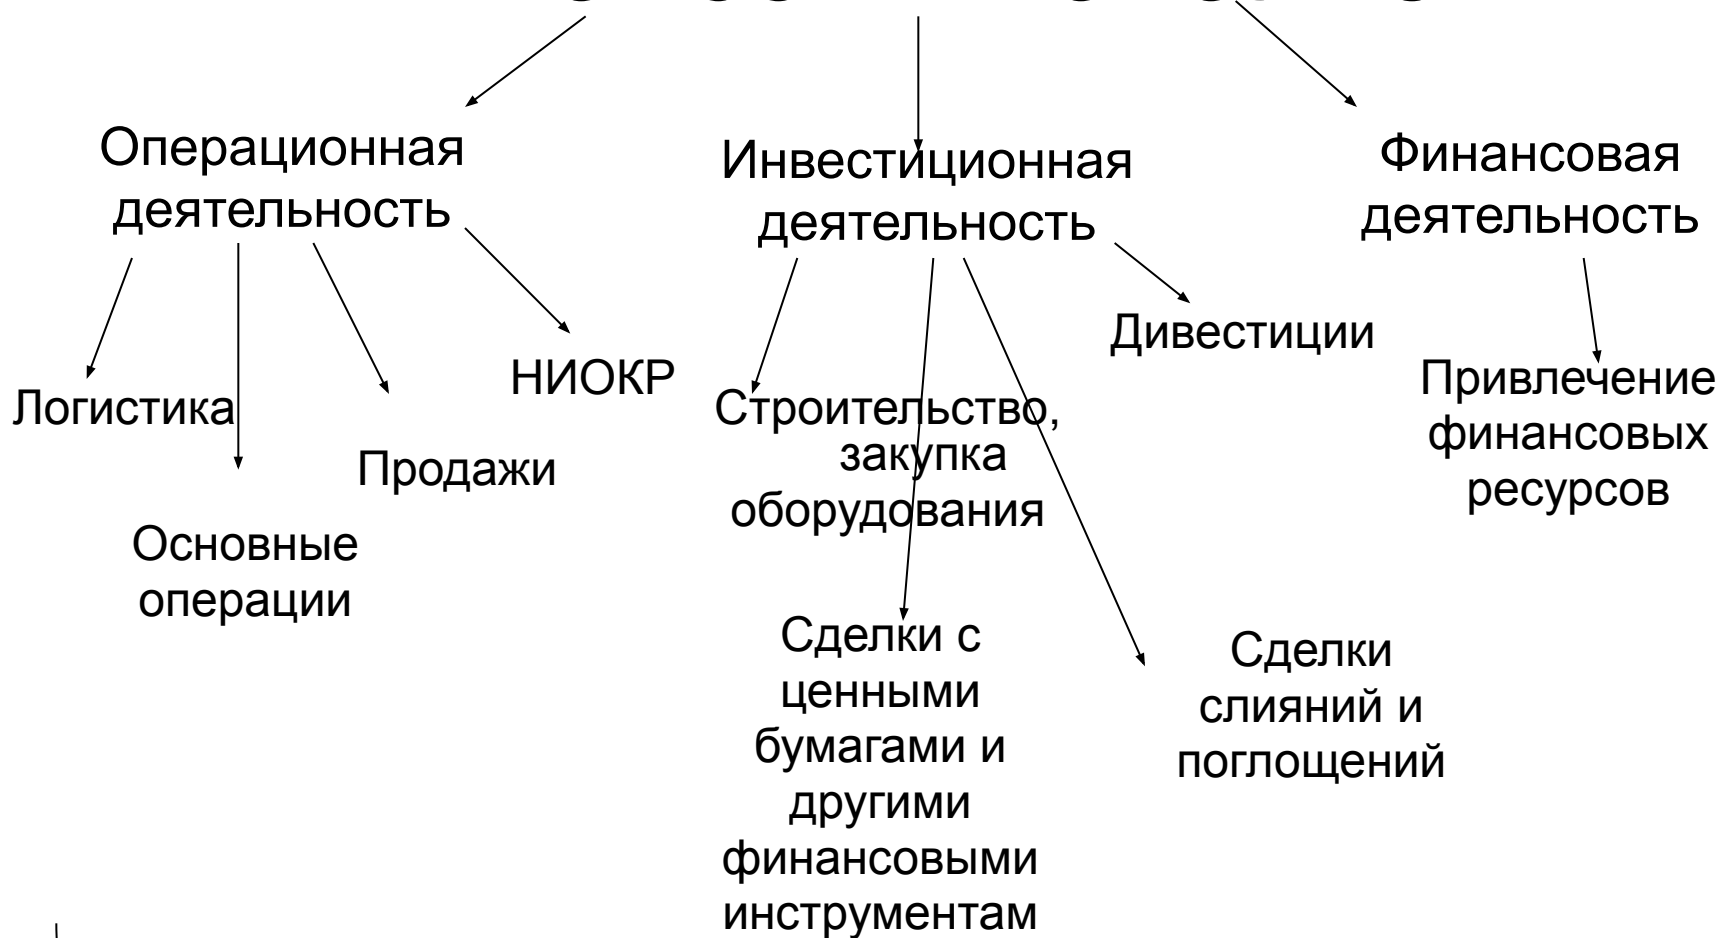 Операционная
деятельность
Инвестиционная
деятельность
Финансовая
деятельность
Логистика
Основные
операции
Продажи
НИОКР
Строительство,
закупка
оборудования
Сделки с
ценными
бумагами и
другими
финансовыми
инструментам
Сделки
слияний и
поглощений
Дивестиции
Привлечение
финансовых
ресурсов